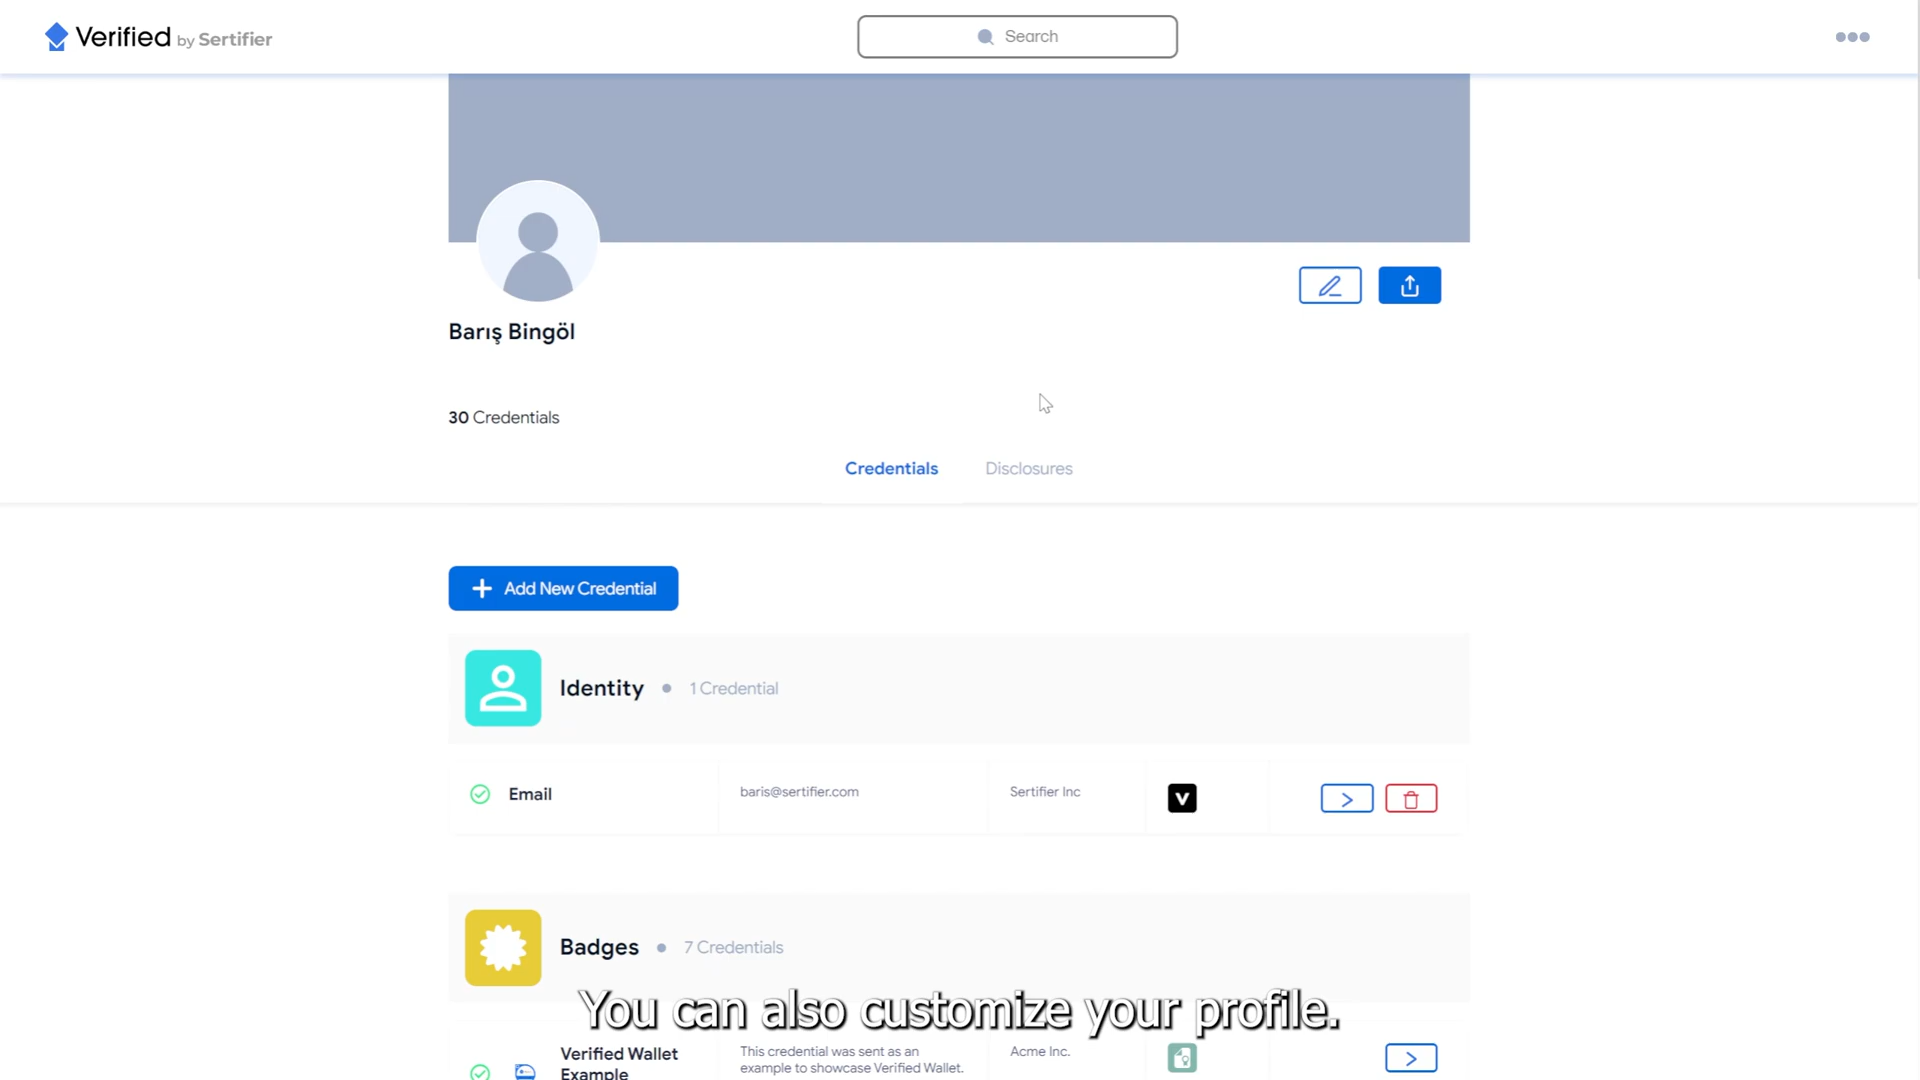 Verified by Sertifier
Search
Barış Bingöl
30 Credentials
Credentials
Disclosures
Add New Credential
Identity
1 Credential
Email
baris@sertifier.com
Sertifier Inc
Badges
7 Credentials
You can also customize your profile.
Verified Wallet
Example
This credential was sent as an
example to showcase Verified Wallet.
Acme Inc.